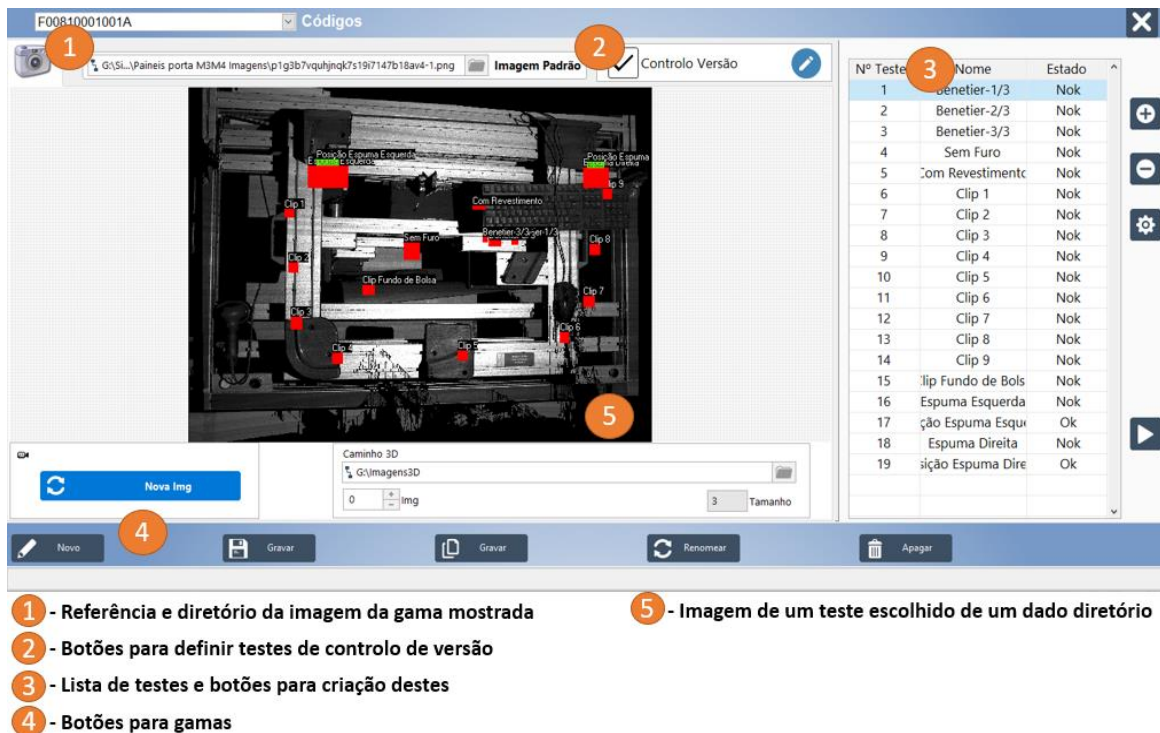 F00810001001A
Códigos
1
G:\Si...\Paineis porta M3M4 Imagens\p1g3b7vquhjnqk7s19i7147b18av4-1.png
Imagem Padrão
2
Controlo Versão
Nº Teste
3
Nome
Estado
1 Benetier-1/3 Nok
2 Benetier-2/3 Nok
3 Benetier-3/3 Nok
4 Sem Furo Nok
5 Com Revestimento Nok
6 Clip 1 Nok
7 Clip 2 Nok
8 Clip 3 Nok
9 Clip 4 Nok
10 Clip 5 Nok
11 Clip 6 Nok
12 Clip 7 Nok
13 Clip 8 Nok
14 Clip 9 Nok
15 lip Fundo de Bols Nok
16 Espuma Esquerda Nok
17 ção Espuma Esqu Ok
18 Espuma Direita Nok
19 sição Espuma Dire Ok
Posição Espuma Esquerda
Posição Espuma
Clip 1
Com Revestimento
Benetier-3/3
Sem Furo
Clip 8
Clip 2
Clip Fundo de Bolsa
Clip 7
Clip 3
Clip 6
Clip 4
5
Nova Img
Caminho 3D
G:\Imagens3D
0 Img
3 Tamanho
4
Novo
Gravar
Gravar
Renomear
Apagar
1 - Referência e diretório da imagem da gama mostrada
2 - Botões para definir testes de controlo de versão
3 - Lista de testes e botões para criação destes
4 - Botões para gamas
5 - Imagem de um teste escolhido de um dado diretório